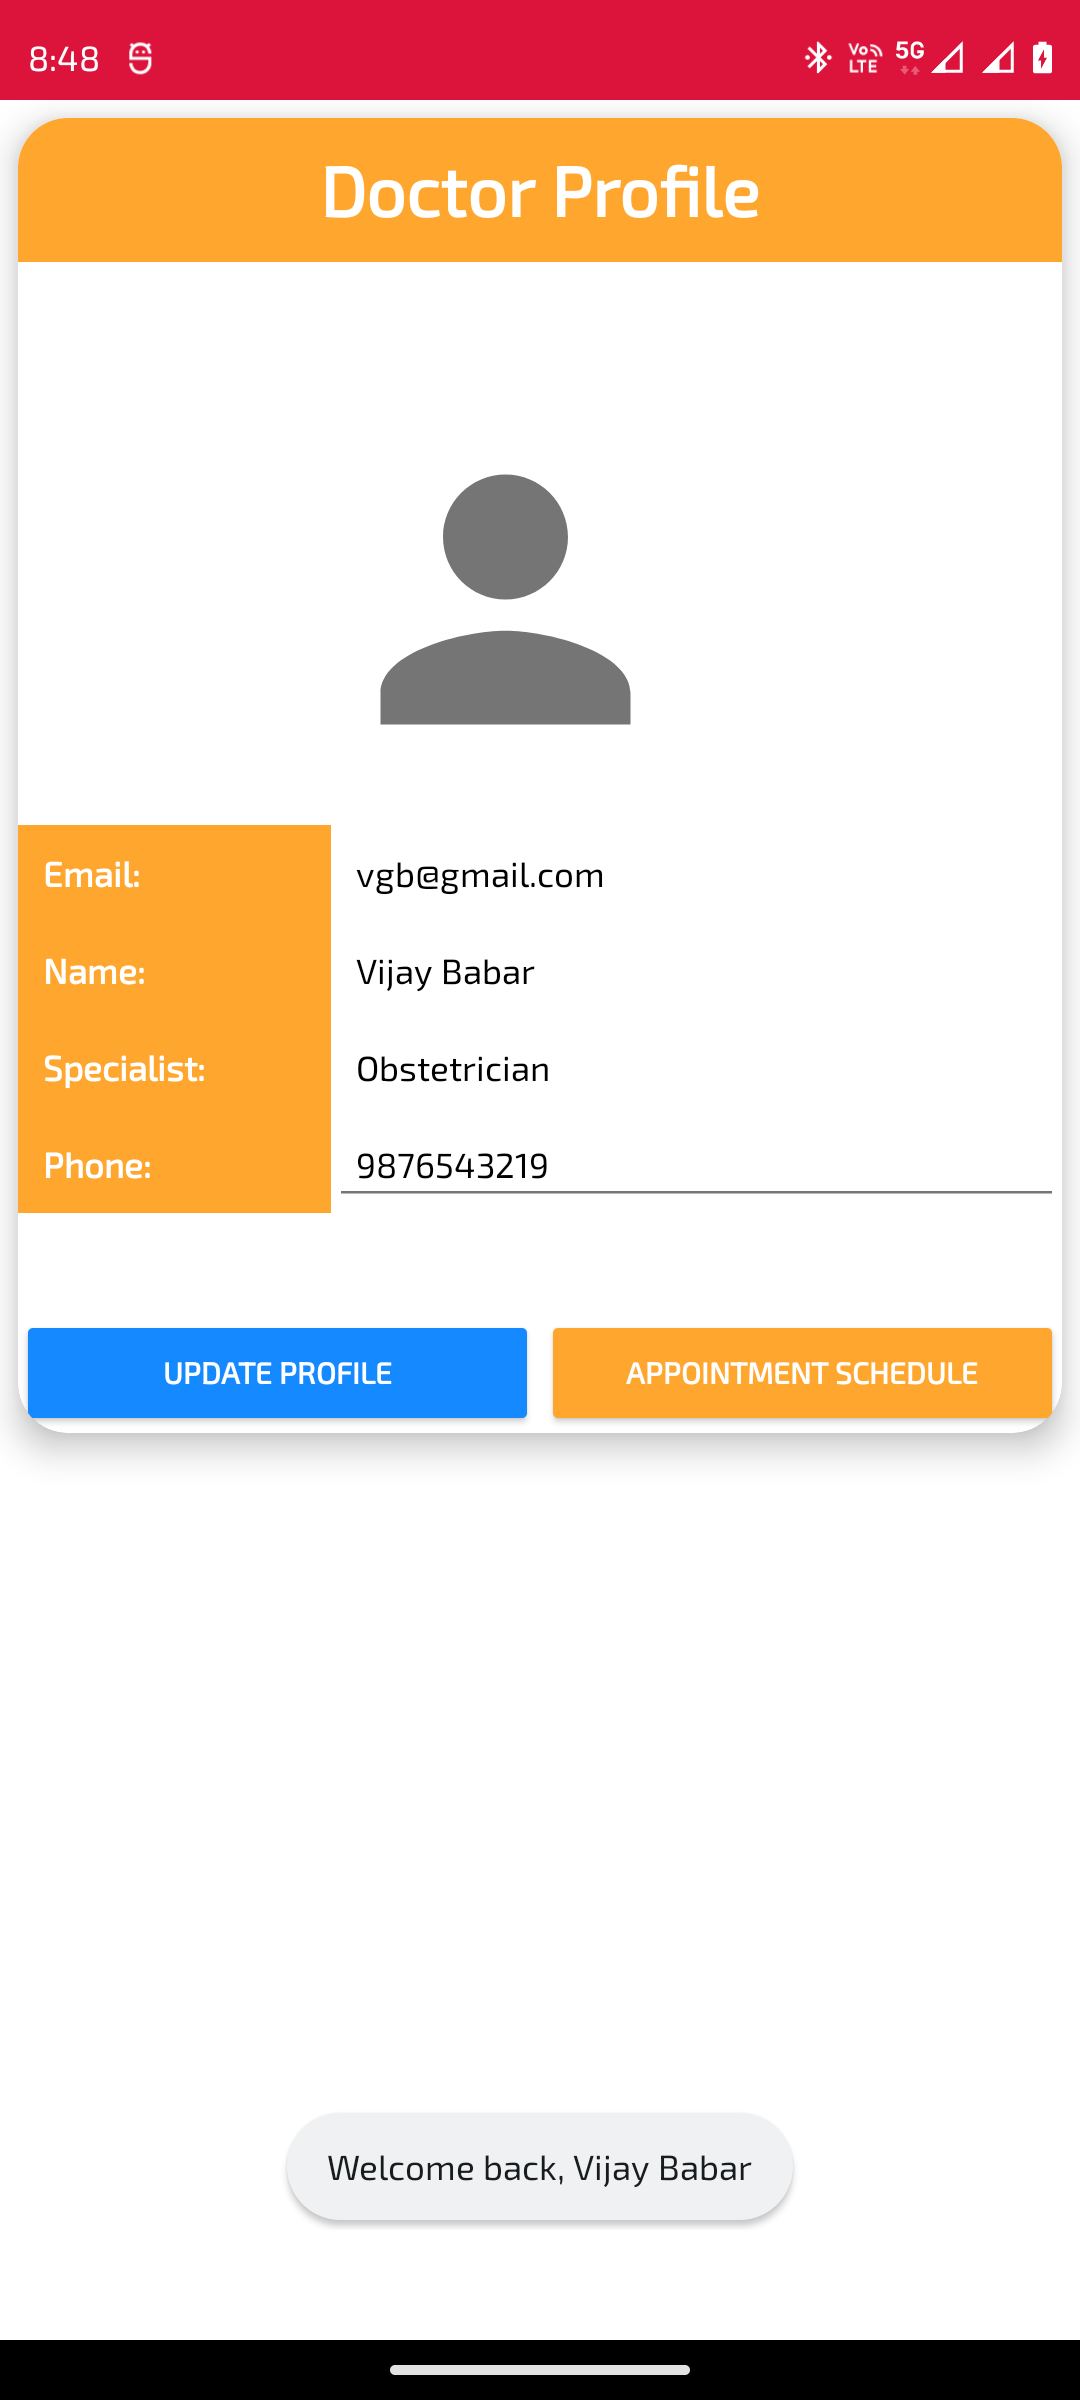 8:48 Vo LTE 5G
Doctor Profile
Email: vgb@gmail.com
Name: Vijay Babar
Specialist: Obstetrician
Phone: 9876543219
UPDATE PROFILE APPOINTMENT SCHEDULE
Welcome back, Vijay Babar